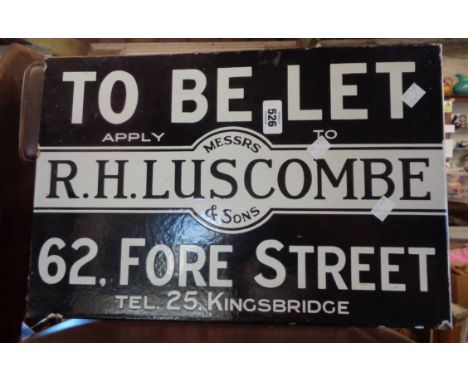 TO BE LET
526
APPLY TO
MESSRS
R.H.LUSCOMBE
& SONS
62, FORE STREET
TEL. 25, KINGSBRIDGE